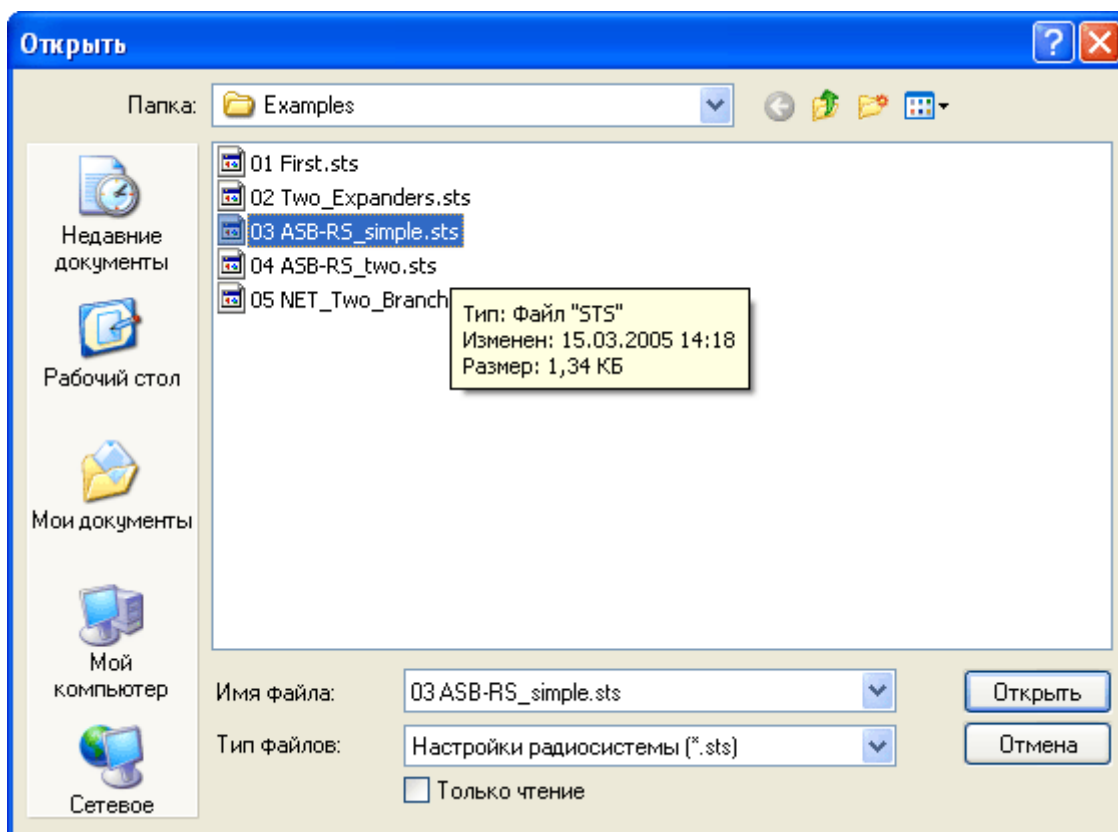 Открыть
Папка:
Examples
Недавние
документы
Рабочий стол
Мои документы
Мой
компьютер
Сетевое
01 First.sts
02 Two_Expanders.sts
03 ASB-RS_simple.sts
04 ASB-RS_two.sts
05 NET_Two_Branch
Тип: Файл "STS"
Изменен: 15.03.2005 14:18
Размер: 1,34 КБ
Имя файла:
03 ASB-RS_simple.sts
Открыть
Тип файлов:
Настройки радиосистемы (*.sts)
Отмена
Только чтение